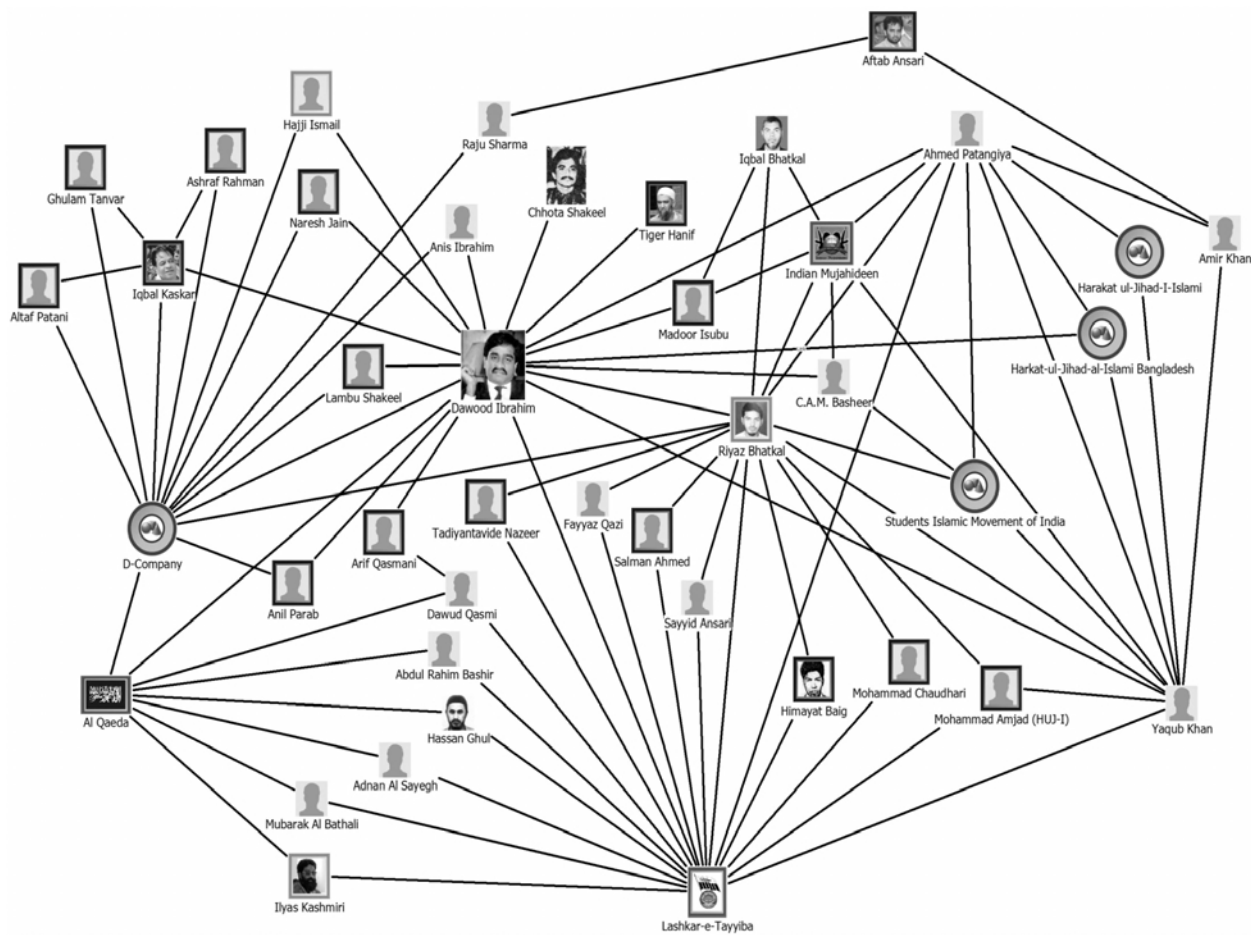 Aftab Ansari
Hajji Ismail
Raju Sharma
Iqbal Bhatkal
Ahmed Patangiya
Ghulam Tanvar
Ashraf Rahman
Naresh Jain
Chhota Shakeel
Anis Ibrahim
Tiger Hanif
Indian Mujahideen
Amir Khan
Harakat ul-Jihad-I-Islami
Altaf Patani
Iqbal Kaskar
Madoor Isubu
Harkat-ul-Jihad-al-Islami Bangladesh
Lambu Shakeel
Dawood Ibrahim
C.A.M. Basheer
Riyaz Bhatkal
D-Company
Arif Qasmani
Tadiyantavide Nazeer
Fayyaz Qazi
Salman Ahmed
Students Islamic Movement of India
Anil Parab
Dawud Qasmi
Sayyid Ansari
Abdul Rahim Bashir
Al Qaeda
Hassan Ghul
Himayat Baig
Mohammad Chaudhari
Mohammad Amjad (HUJ-I)
Yaqub Khan
Adnan Al Sayegh
Mubarak Al Bathali
Ilyas Kashmiri
Lashkar-e-Tayyiba